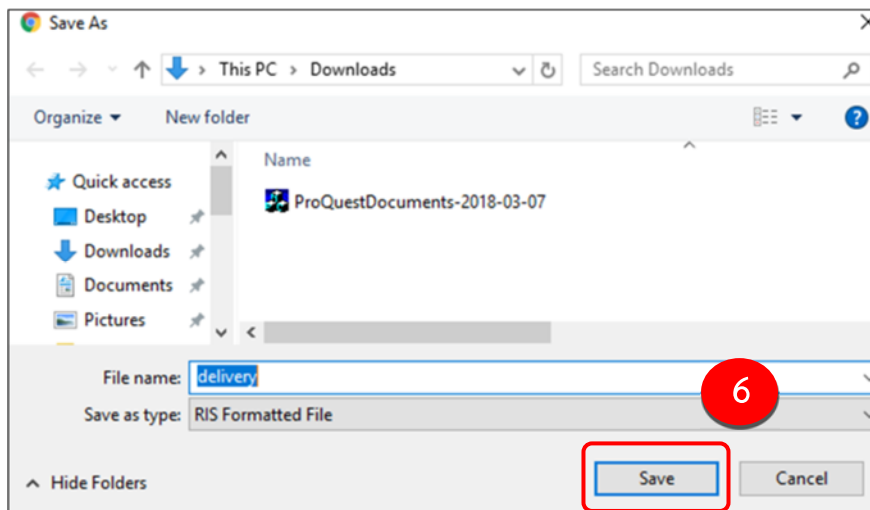 Save As
This PC > Downloads
Search Downloads
Organize
New folder
?
Name
Quick access
ProQuestDocuments-2018-03-07
Desktop
Downloads
Documents
Pictures
File name: delivery
6
Save as type: RIS Formatted File
Hide Folders
Save
Cancel